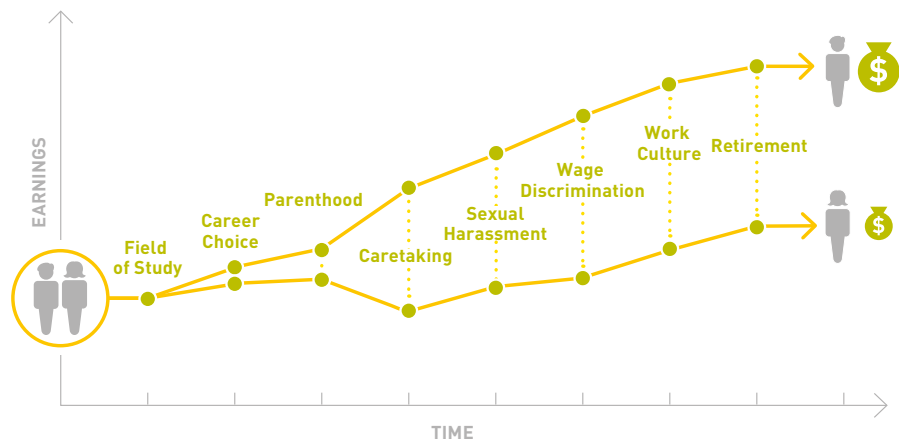 EARNINGS
Field
of Study
Career
Choice
Parenthood
Caretaking
Sexual
Harassment
Wage
Discrimination
Work
Culture
Retirement
$
$
TIME